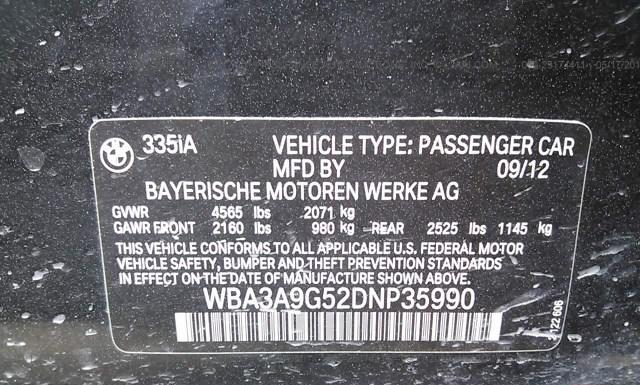 335iA VEHICLE TYPE: PASSENGER CAR
MFD BY 09/12
BAYERISCHE MOTOREN WERKE AG
GVWR 4565 lbs 2071 kg
GAWR FRONT 2160 lbs 980 kg REAR 2525 lbs 1145 kg
THIS VEHICLE CONFORMS TO ALL APPLICABLE U.S. FEDERAL MOTOR
VEHICLE SAFETY, BUMPER AND THEFT PREVENTION STANDARDS
IN EFFECT ON THE DATE OF MANUFACTURE SHOWN ABOVE.
WBA3A9G52DNP35990